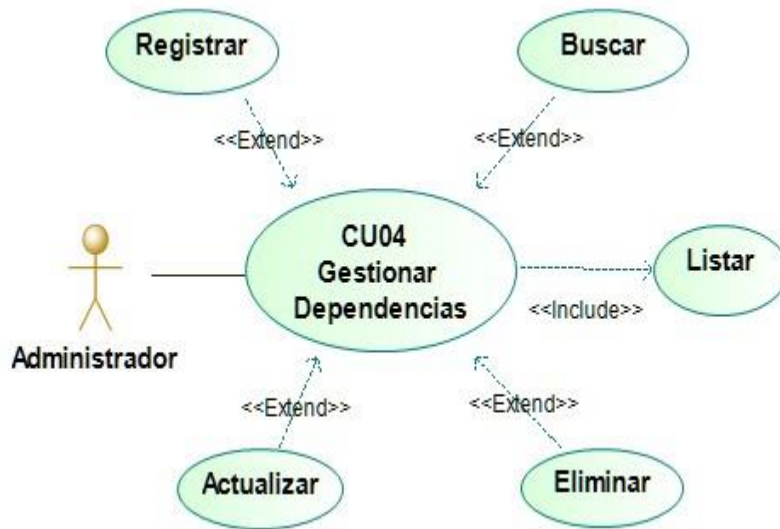 Registrar
Buscar
<<Extend>>
<<Extend>>
CU04
Gestionar
Dependencias
Listar
<<Include>>
Administrador
<<Extend>>
<<Extend>>
Actualizar
Eliminar